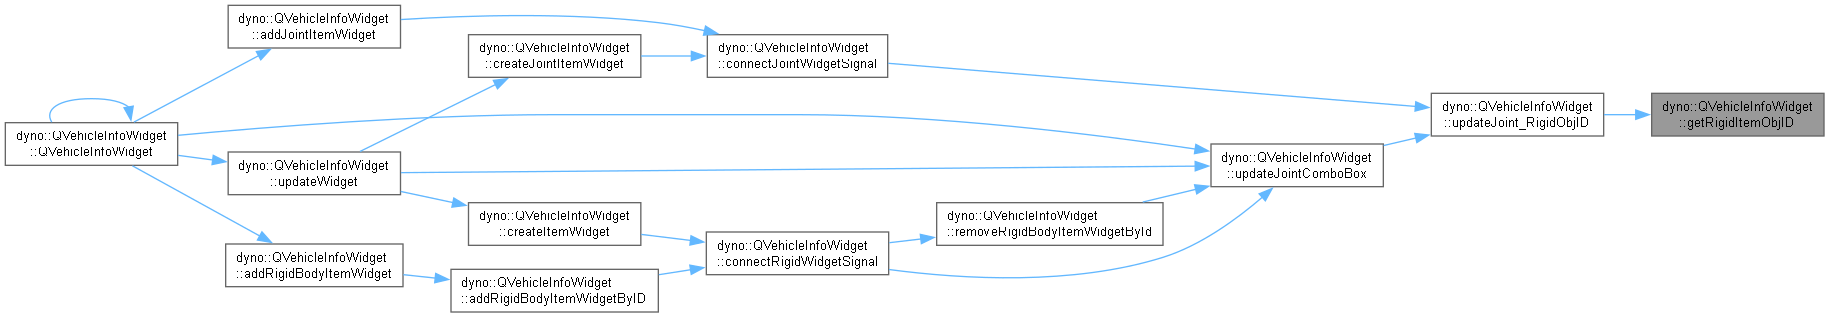 dyno::QVehicleInfoWidget
::addJointItemWidget
dyno::QVehicleInfoWidget
::createJointItemWidget
dyno::QVehicleInfoWidget
::connectJointWidgetSignal
dyno::QVehicleInfoWidget
::updateJoint_RigidObjID
dyno::QVehicleInfoWidget
::getRigidItemObjID
dyno::QVehicleInfoWidget
::QVehicleInfoWidget
dyno::QVehicleInfoWidget
::updateWidget
dyno::QVehicleInfoWidget
::updateJointComboBox
dyno::QVehicleInfoWidget
::createItemWidget
dyno::QVehicleInfoWidget
::removeRigidBodyItemWidgetById
dyno::QVehicleInfoWidget
::connectRigidWidgetSignal
dyno::QVehicleInfoWidget
::addRigidBodyItemWidget
dyno::QVehicleInfoWidget
::addRigidBodyItemWidgetByID